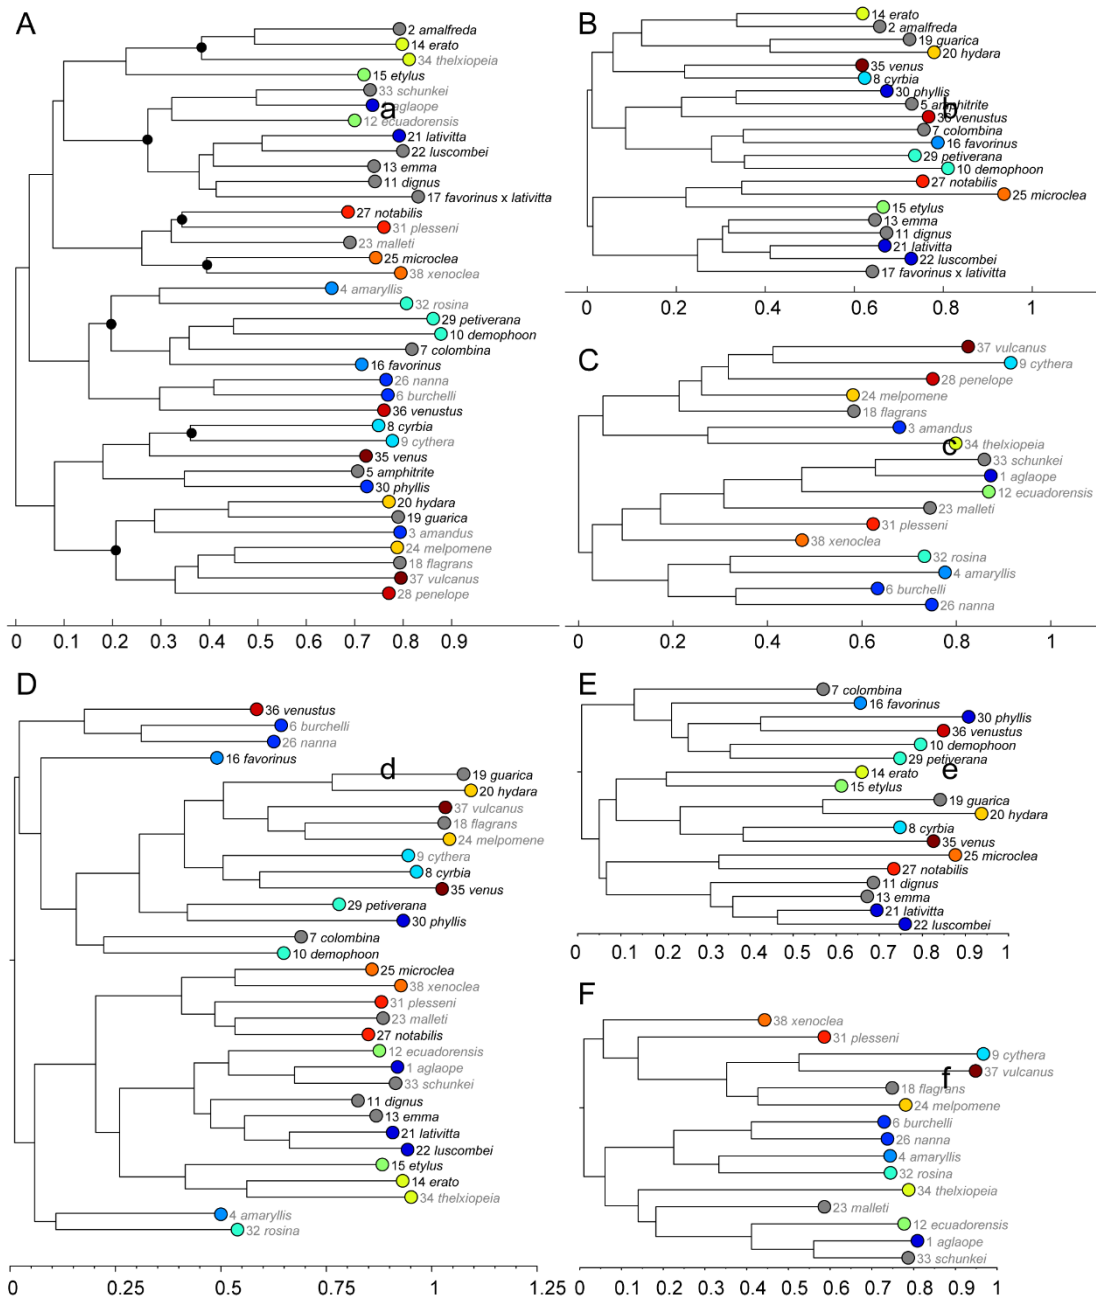 A
2 amalfreda
14 erato
34 thelxiopeia
15 etylus
33 schunkei
1 aglaope
a
12 ecuadorensis
21 lativitta
22 luscombei
13 emma
11 dignus
17 favorinus x lativitta
27 notabilis
31 plesseni
23 malleti
25 microclea
38 xenoclea
4 amaryllis
32 rosina
29 petiverana
10 demophoon
7 colombina
16 favorinus
26 nanna
6 burchelli
36 venustus
8 cyrbia
9 cythera
35 venus
5 amphitrite
30 phyllis
20 hydara
19 guarica
3 amandus
24 melpomene
18 flagrans
37 vulcanus
28 penelope
0 0.1 0.2 0.3 0.4 0.5 0.6 0.7 0.8 0.9
B
14 erato
2 amalfreda
19 guarica
20 hydara
35 venus
8 cyrbia
30 phyllis
5 amphitrite
b
36 venustus
7 colombina
16 favorinus
29 petiverana
10 demophoon
27 notabilis
25 microclea
15 etylus
13 emma
11 dignus
21 lativitta
22 luscombei
17 favorinus x lativitta
0 0.2 0.4 0.6 0.8 1
C
37 vulcanus
9 cythera
28 penelope
24 melpomene
18 flagrans
3 amandus
34 thelxiopeia
c
33 schunkei
1 aglaope
12 ecuadorensis
23 malleti
31 plesseni
38 xenoclea
32 rosina
4 amaryllis
6 burchelli
26 nanna
0 0.2 0.4 0.6 0.8 1
D
36 venustus
6 burchelli
26 nanna
16 favorinus
d
19 guarica
20 hydara
37 vulcanus
18 flagrans
24 melpomene
9 cythera
8 cyrbia
35 venus
29 petiverana
30 phyllis
7 colombina
10 demophoon
25 microclea
38 xenoclea
31 plesseni
23 malleti
27 notabilis
12 ecuadorensis
1 aglaope
33 schunkei
11 dignus
13 emma
21 lativitta
22 luscombei
15 etylus
14 erato
34 thelxiopeia
4 amaryllis
32 rosina
0 0.25 0.5 0.75 1 1.25
E
7 colombina
16 favorinus
30 phyllis
36 venustus
10 demophoon
29 petiverana
e
14 erato
15 etylus
19 guarica
20 hydara
8 cyrbia
35 venus
25 microclea
27 notabilis
11 dignus
13 emma
21 lativitta
22 luscombei
0 0.1 0.2 0.3 0.4 0.5 0.6 0.7 0.8 0.9 1
F
38 xenoclea
31 plesseni
9 cythera
37 vulcanus
f
18 flagrans
24 melpomene
6 burchelli
26 nanna
4 amaryllis
32 rosina
34 thelxiopeia
23 malleti
12 ecuadorensis
1 aglaope
33 schunkei
0 0.1 0.2 0.3 0.4 0.5 0.6 0.7 0.8 0.9 1